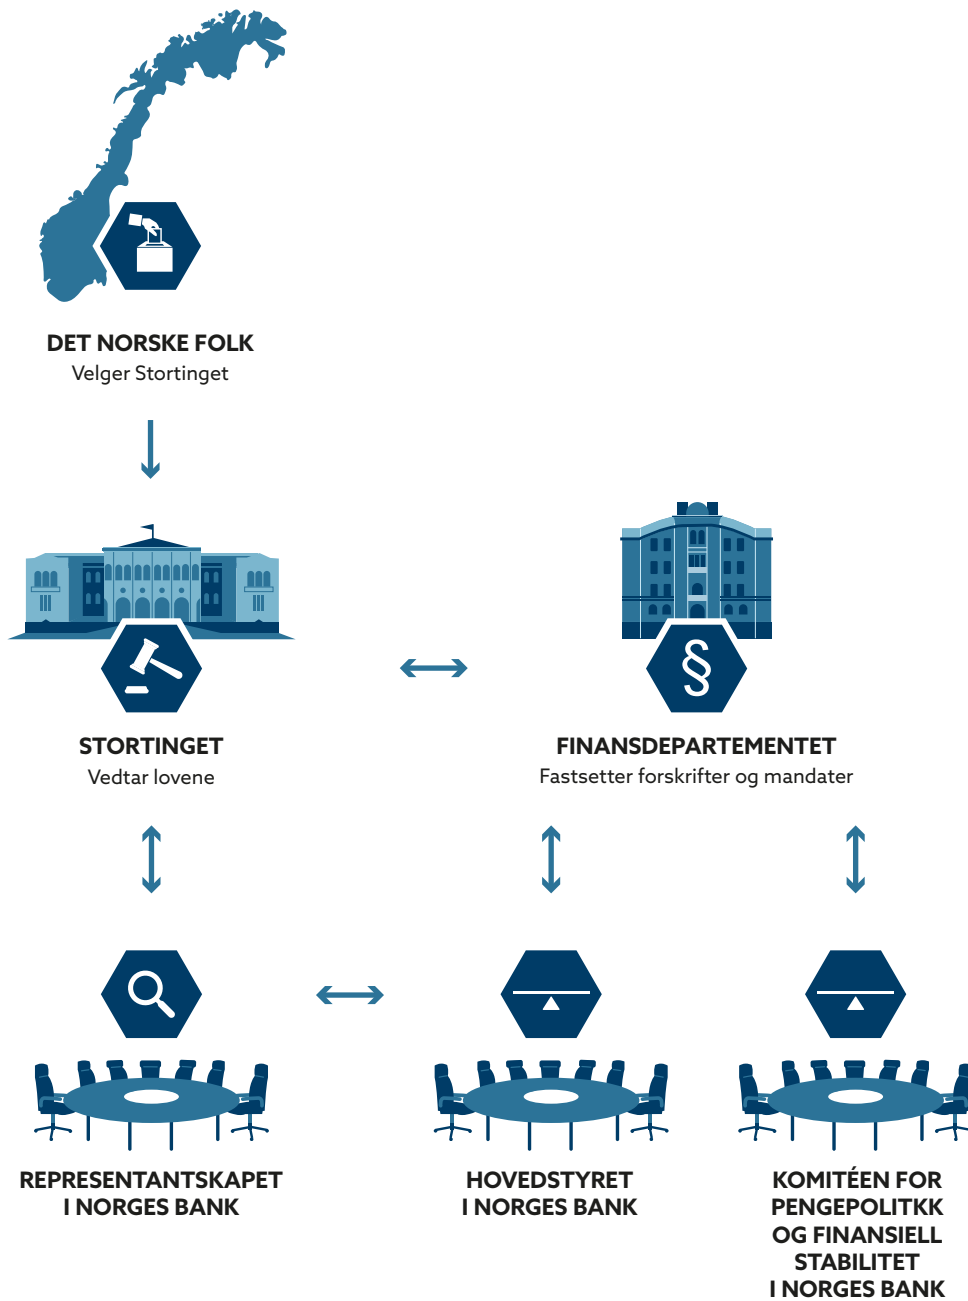 DET NORSKE FOLK
Velger Stortinget
§
STORTINGET
Vedtar lovene
FINANSDEPARTEMENTET
Fastsetter forskrifter og mandater
REPRESENTANTSKAPET
I NORGES BANK
HOVEDSTYRET
I NORGES BANK
KOMITÉEN FOR
PENGEPOLITKK
OG FINANSIELL
STABILITET
I NORGES BANK